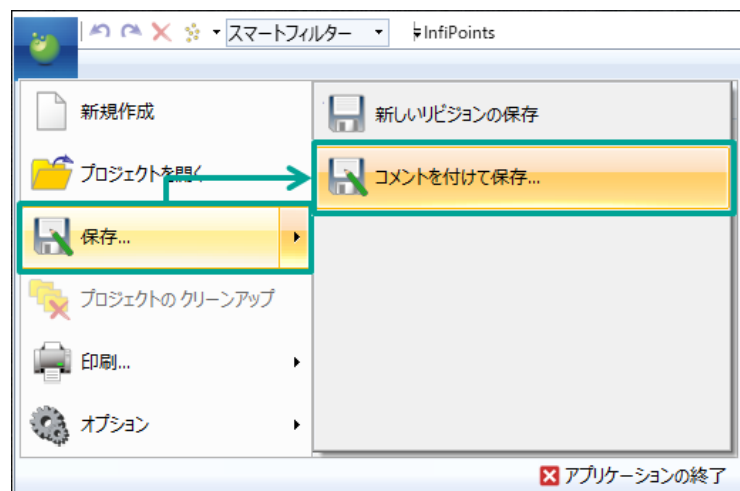 スマートフィルター
InfiPoints
新規作成
プロジェクトを開く
保存...
プロジェクトの クリーンアップ
印刷...
オプション
新しいリビジョンの保存
コメントを付けて保存...
アプリケーションの終了